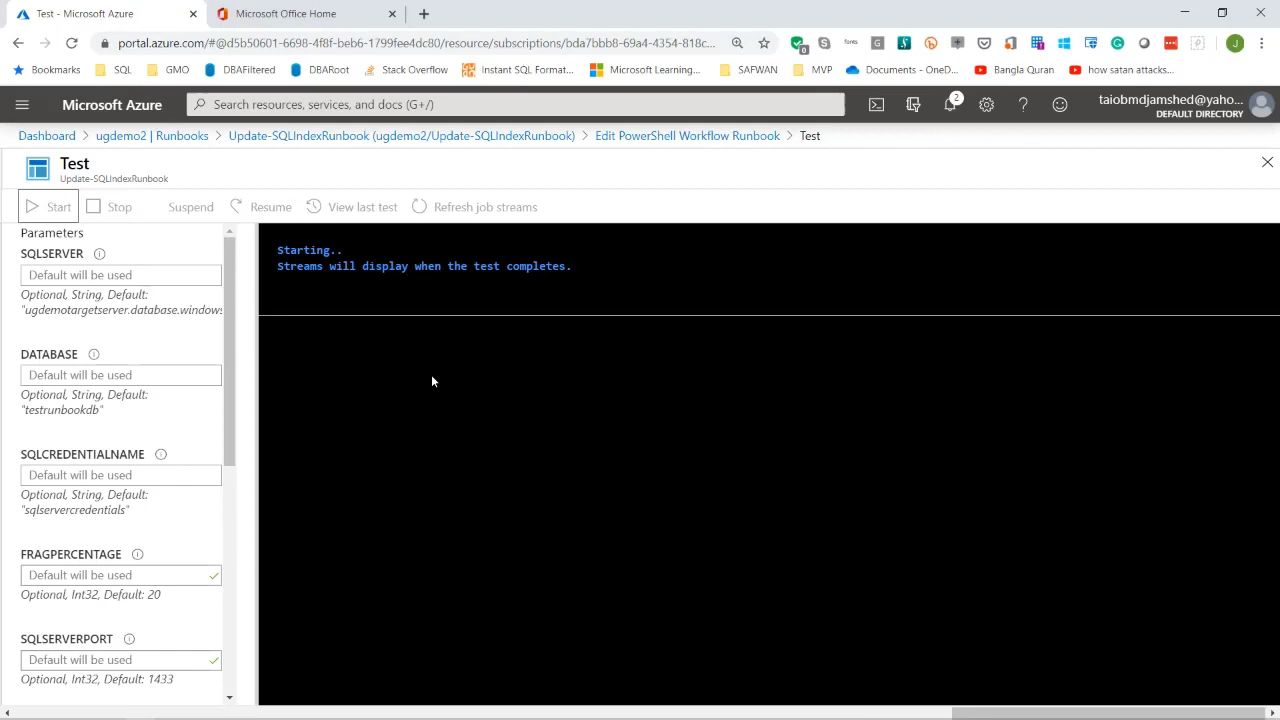 Test - Microsoft Azure
Microsoft Office Home
portal.azure.com/#@d5b50601-6698-4f8f-beb6-1799fee4dc80/resource/subscriptions/bda7bbb8-69a4-4354-818c...
0
fonts
G
J
Bookmarks
SQL
GMO
DBAFiltered
DBARoot
Stack Overflow
Instant SQL Format...
Microsoft Learning...
SAFWAN
MVP
Documents - OneD...
Bangla Quran
how satan attacks...
Microsoft Azure
Search resources, services, and docs (G+/)
2
taiobmdjamshed@yaho...
DEFAULT DIRECTORY
Dashboard > ugdemo2 | Runbooks > Update-SQLIndexRunbook (ugdemo2/Update-SQLIndexRunbook) > Edit PowerShell Workflow Runbook > Test
Test
Update-SQLIndexRunbook
Start
Stop
Suspend
Resume
View last test
Refresh job streams
Parameters
SQLSERVER
Default will be used
Optional, String, Default:
"ugdemotargetserver.database.windows
DATABASE
Default will be used
Optional, String, Default:
"testrunbookdb"
SQLCREDENTIALNAME
Default will be used
Optional, String, Default:
"sqlservercredentials"
FRAGPERCENTAGE
Default will be used
Optional, Int32, Default: 20
SQLSERVERPORT
Default will be used
Optional, Int32, Default: 1433
Starting..
Streams will display when the test completes.